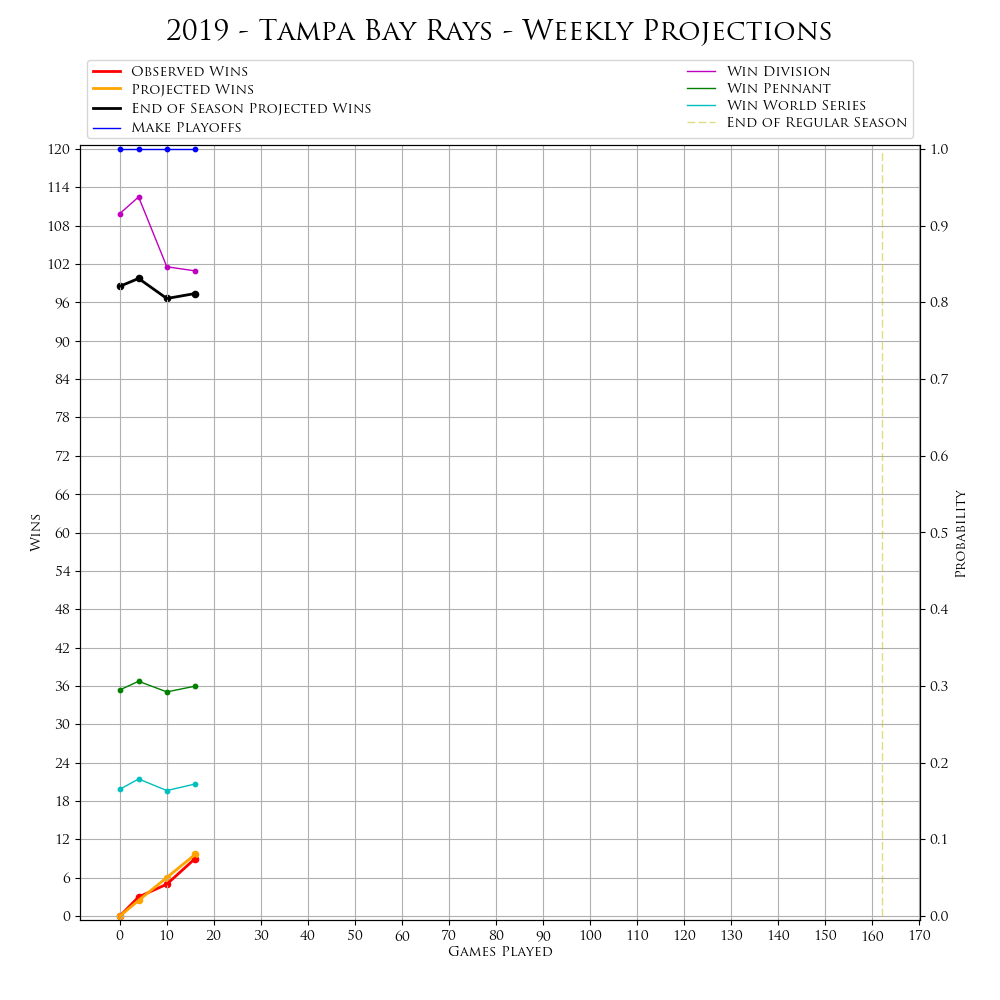 2019 - Tampa Bay Rays - Weekly Projections
Observed Wins
Projected Wins
End of Season Projected Wins
Make Playoffs
Win Division
Win Pennant
Win World Series
End of Regular Season
120
114
108
102
96
90
84
78
72
66
60
54
48
42
36
30
24
18
12
6
0
Wins
1.0
0.9
0.8
0.7
0.6
0.5
0.4
0.3
0.2
0.1
0.0
Probability
0 10 20 30 40 50 60 70 80 90 100 110 120 130 140 150 160 170
Games Played